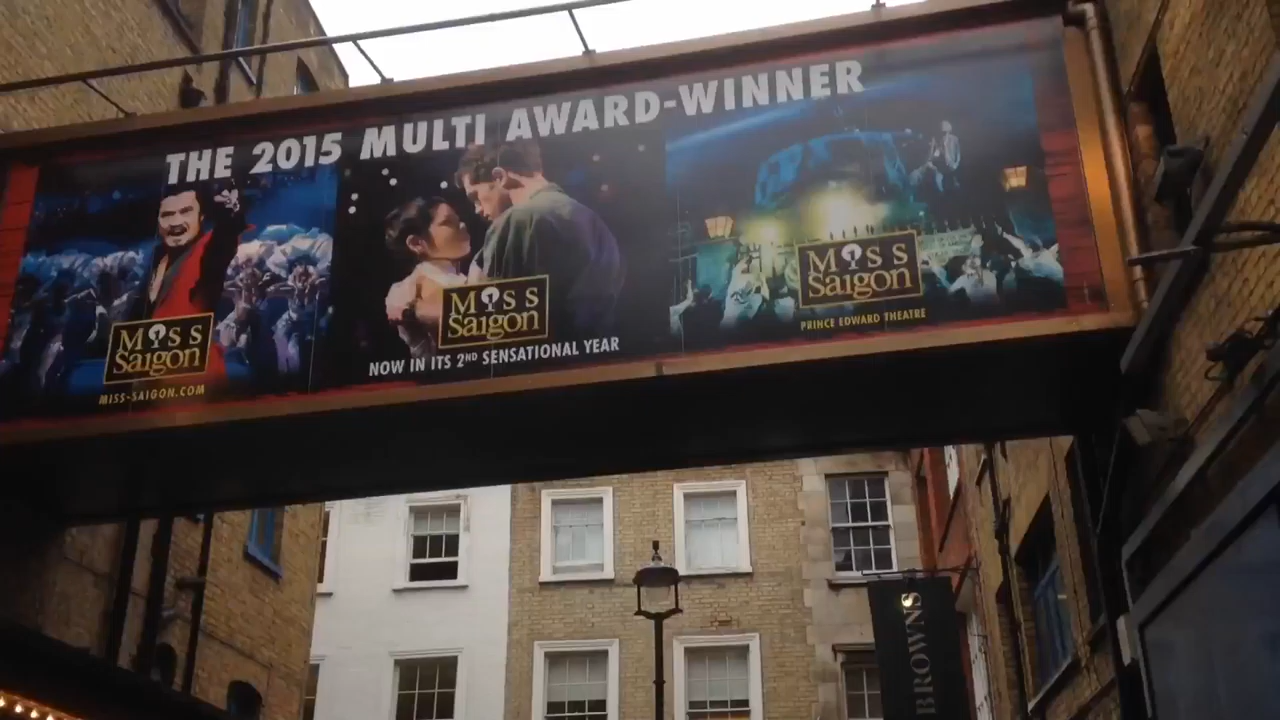 THE 2015 MULTI AWARD-WINNER
MISS
Saigon
MISS-SAIGON.COM
MISS
Saigon
NOW IN ITS 2ND SENSATIONAL YEAR
MISS
Saigon
PRINCE EDWARD THEATRE
BROWNS